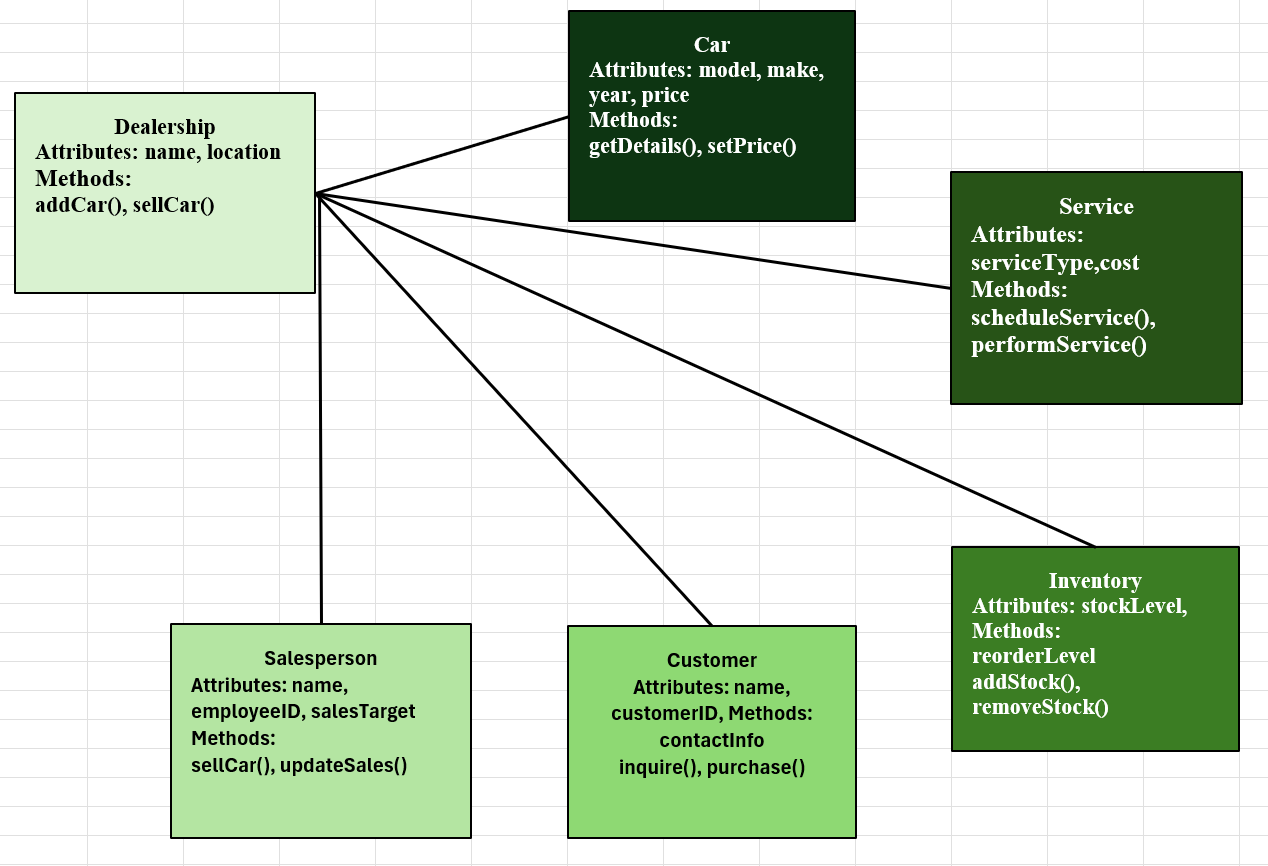 Car
Attributes: model, make,
year, price
Methods:
getDetails(), setPrice()
Dealership
Attributes: name, location
Methods:
addCar(), sellCar()
Service
Attributes:
serviceType,cost
Methods:
scheduleService(),
performService()
Inventory
Attributes: stockLevel,
Methods:
reorderLevel
addStock(),
removeStock()
Salesperson
Attributes: name,
employeeID, salesTarget
Methods:
sellCar(), updateSales()
Customer
Attributes: name,
customerID, Methods:
contactInfo
inquire(), purchase()